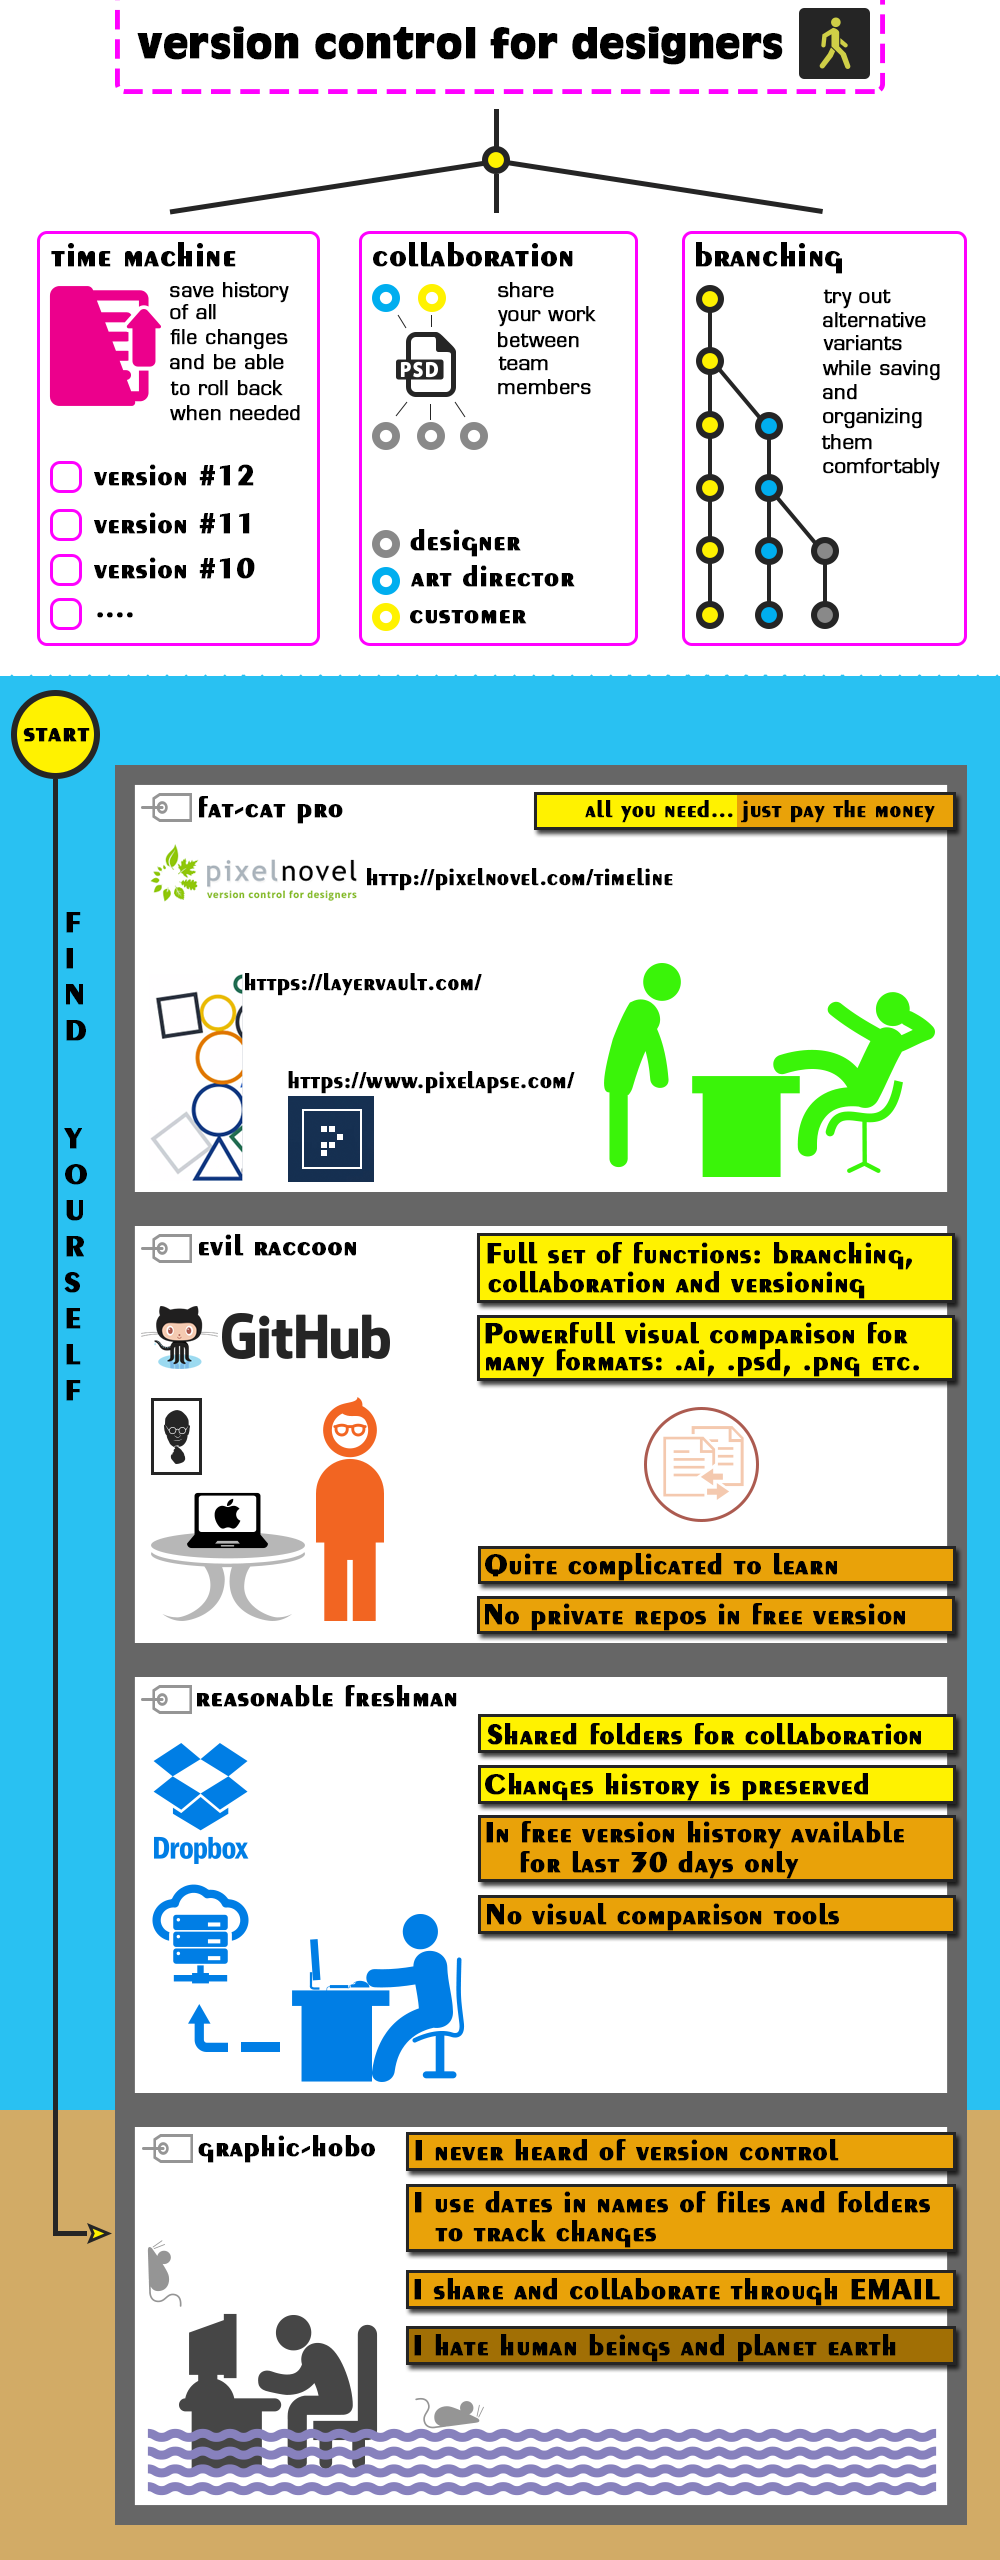 version control for designers
TIME MACHINE
save history
of all
file changes
and be able
to roll back
when needed
VERSION #12
VERSION #11
VERSION #10
....
COLLABORATION
share
your work
between
team
members
PSD
DESIGNER
ART DIRECTOR
CUSTOMER
BRANCHING
try out
alternative
variants
while saving
and
organizing
them
comfortably
START
FIND YOURSELF
FAT-CAT PRO
ALL YOU NEED... JUST PAY THE MONEY
pixelnovel
version control for designers
HTTP://PIXELNOVEL.COM/TIMELINE
HTTPS://LAYERVAULT.COM/
HTTPS://WWW.PIXELAPSE.COM/
EVIL RACCOON
FULL SET OF FUNCTIONS: BRANCHING,
COLLABORATION AND VERSIONING
GitHub
POWERFULL VISUAL COMPARISON FOR
MANY FORMATS: .AI, .PSD, .PNG ETC.
QUITE COMPLICATED TO LEARN
NO PRIVATE REPOS IN FREE VERSION
REASONABLE FRESHMAN
SHARED FOLDERS FOR COLLABORATION
CHANGES HISTORY IS PRESERVED
IN FREE VERSION HISTORY AVAILABLE
FOR LAST 30 DAYS ONLY
NO VISUAL COMPARISON TOOLS
Dropbox
GRAPHIC-HOBO
I NEVER HEARD OF VERSION CONTROL
I USE DATES IN NAMES OF FILES AND FOLDERS
TO TRACK CHANGES
I SHARE AND COLLABORATE THROUGH EMAIL
I HATE HUMAN BEINGS AND PLANET EARTH